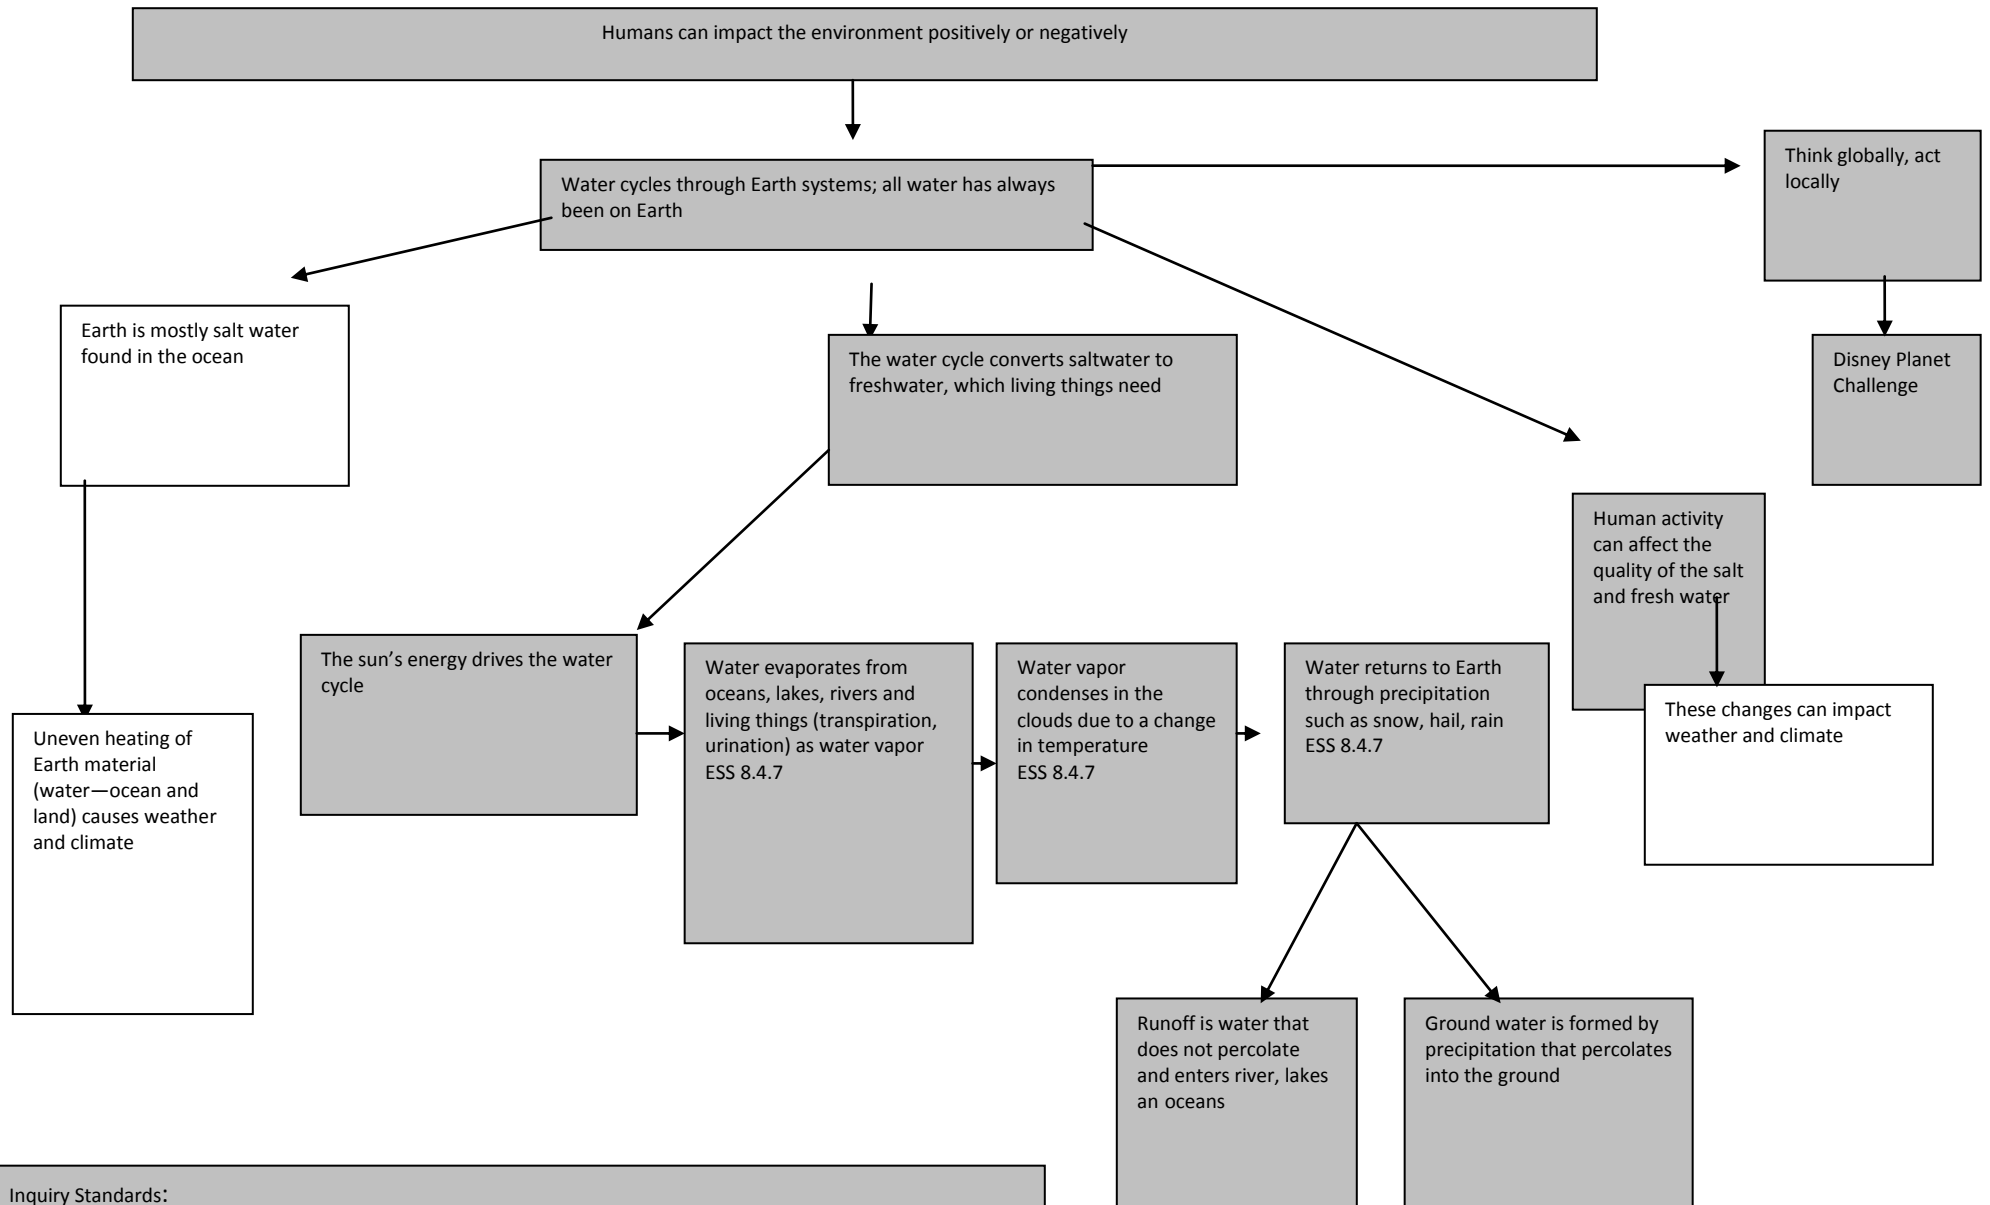 Humans can impact the environment positively or negatively
Water cycles through Earth systems; all water has always
been on Earth
Think globally, act
locally
Earth is mostly salt water
found in the ocean
The water cycle converts saltwater to
freshwater, which living things need
Disney Planet
Challenge
Human activity
can affect the
quality of the salt
and fresh water
The sun’s energy drives the water
cycle
Water evaporates from
oceans, lakes, rivers and
living things (transpiration,
urination) as water vapor
ESS 8.4.7
Water vapor
condenses in the
clouds due to a change
in temperature
ESS 8.4.7
Water returns to Earth
through precipitation
such as snow, hail, rain
ESS 8.4.7
These changes can impact
weather and climate
Uneven heating of
Earth material
(water—ocean and
land) causes weather
and climate
Runoff is water that
does not percolate
and enters river, lakes
an oceans
Ground water is formed by
precipitation that percolates
into the ground
Inquiry Standards: